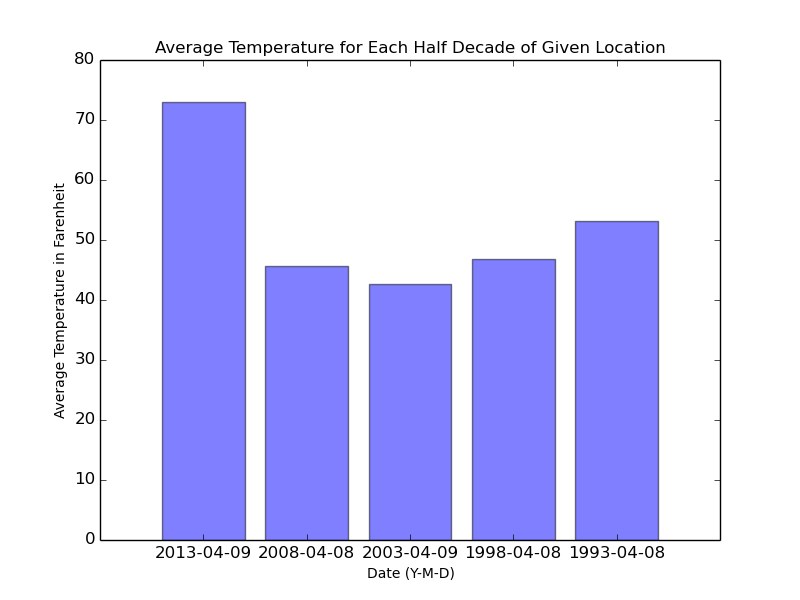 Average Temperature for Each Half Decade of Given Location
80
70
60
50
40
30
20
10
0
Average Temperature in Farenheit
2013-04-09 2008-04-08 2003-04-09 1998-04-08 1993-04-08
Date (Y-M-D)